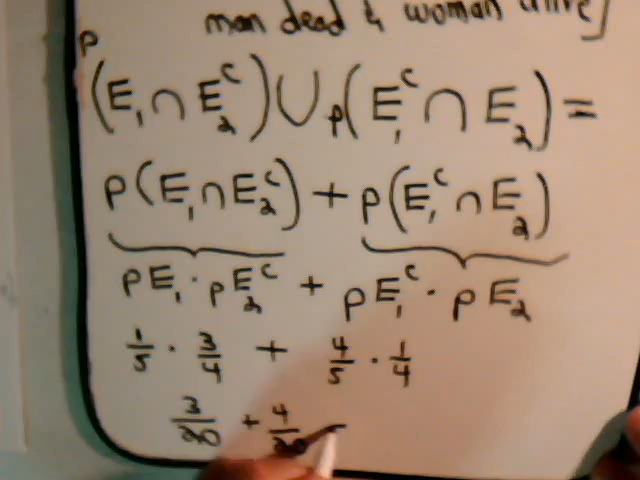 man dead & woman alive]
P
(E₁ ∩ E₂ᶜ) ∪ P(E₁ᶜ ∩ E₂) =
P(E₁ ∩ E₂ᶜ) + P(E₁ᶜ ∩ E₂)
PE₁ · PE₂ᶜ + PE₁ᶜ · PE₂
1/5 · 3/4 + 4/5 · 1/4
3/20 + 4/20